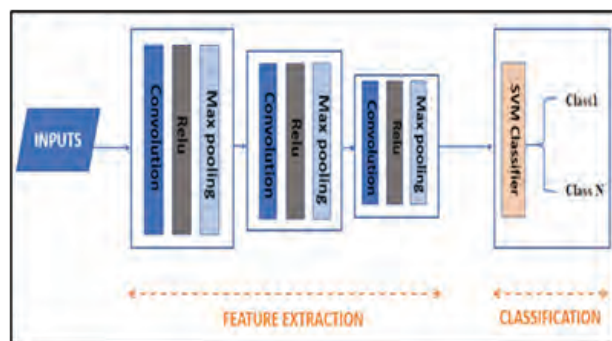 INPUTS
Convolution
Relu
Max pooling
Convolution
Relu
Max pooling
Convolution
Relu
Max pooling
SVM Classifier
Class1
Class N
FEATURE EXTRACTION
CLASSIFICATION